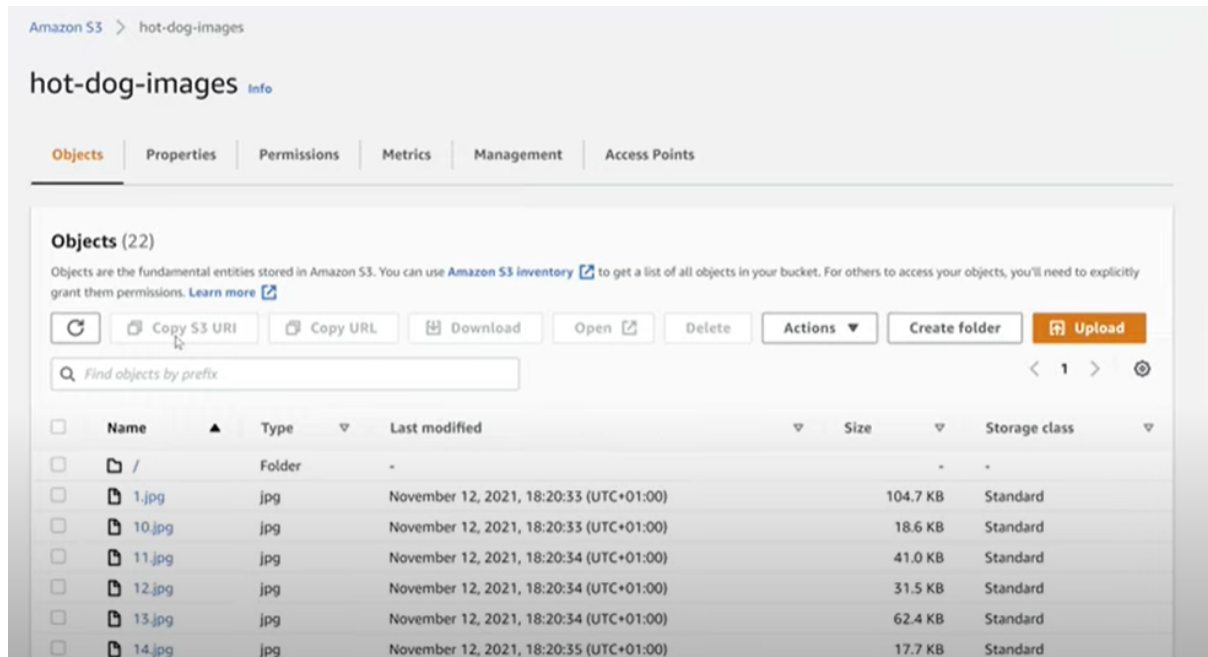 Amazon S3 > hot-dog-images
hot-dog-images Info
Objects Properties Permissions Metrics Management Access Points
Objects (22)
Objects are the fundamental entities stored in Amazon S3. You can use Amazon S3 inventory to get a list of all objects in your bucket. For others to access your objects, you'll need to explicitly
grant them permissions. Learn more
Copy S3 URI Copy URL Download Open Delete Actions Create folder Upload
Find objects by prefix
< 1 >
Name Type Last modified Size Storage class
/ Folder - - -
1.jpg jpg November 12, 2021, 18:20:33 (UTC+01:00) 104.7 KB Standard
10.jpg jpg November 12, 2021, 18:20:33 (UTC+01:00) 18.6 KB Standard
11.jpg jpg November 12, 2021, 18:20:34 (UTC+01:00) 41.0 KB Standard
12.jpg jpg November 12, 2021, 18:20:34 (UTC+01:00) 31.5 KB Standard
13.jpg jpg November 12, 2021, 18:20:34 (UTC+01:00) 62.4 KB Standard
14.jpg jpg November 12, 2021, 18:20:35 (UTC+01:00) 17.7 KB Standard